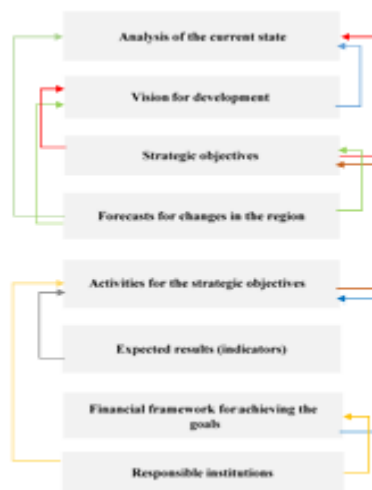 Analysis of the current state
Vision for development
Strategic objectives
Forecasts for changes in the region
Activities for the strategic objectives
Expected results (indicators)
Financial framework for achieving the
goals
Responsible institutions